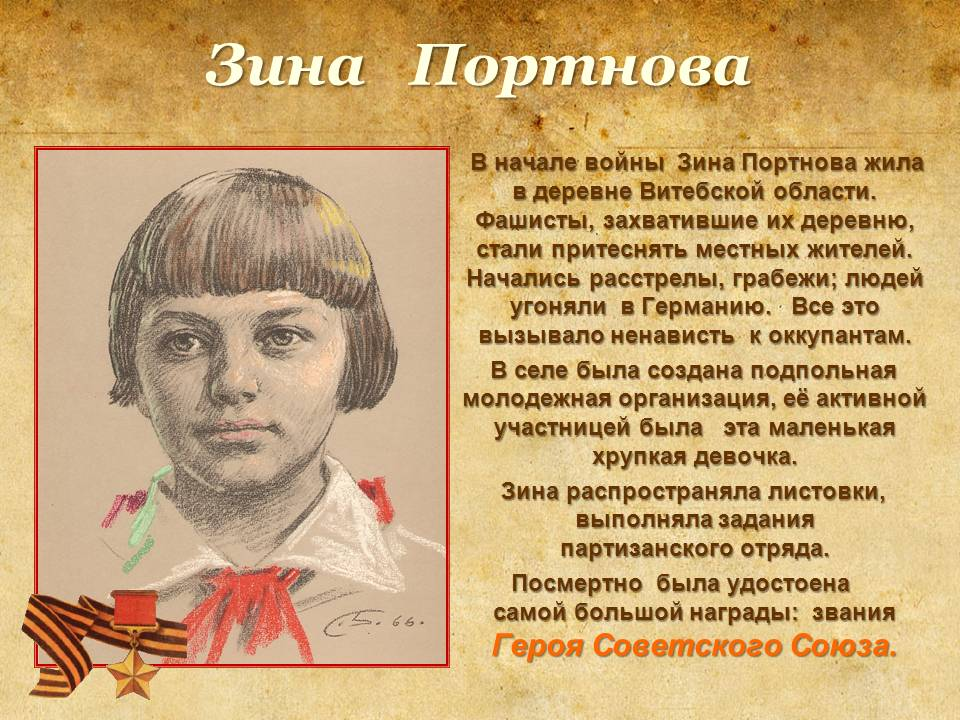 Зина Портнова
В начале войны Зина Портнова жила
в деревне Витебской области.
Фашисты, захватившие их деревню,
стали притеснять местных жителей.
Начались расстрелы, грабежи; людей
угоняли в Германию. Все это
вызывало ненависть к оккупантам.
В селе была создана подпольная
молодежная организация, её активной
участницей была эта маленькая
хрупкая девочка.
Зина распространяла листовки,
выполняла задания
партизанского отряда.
Посмертно была удостоена
самой большой награды: звания
Героя Советского Союза.
С.Б. 66.